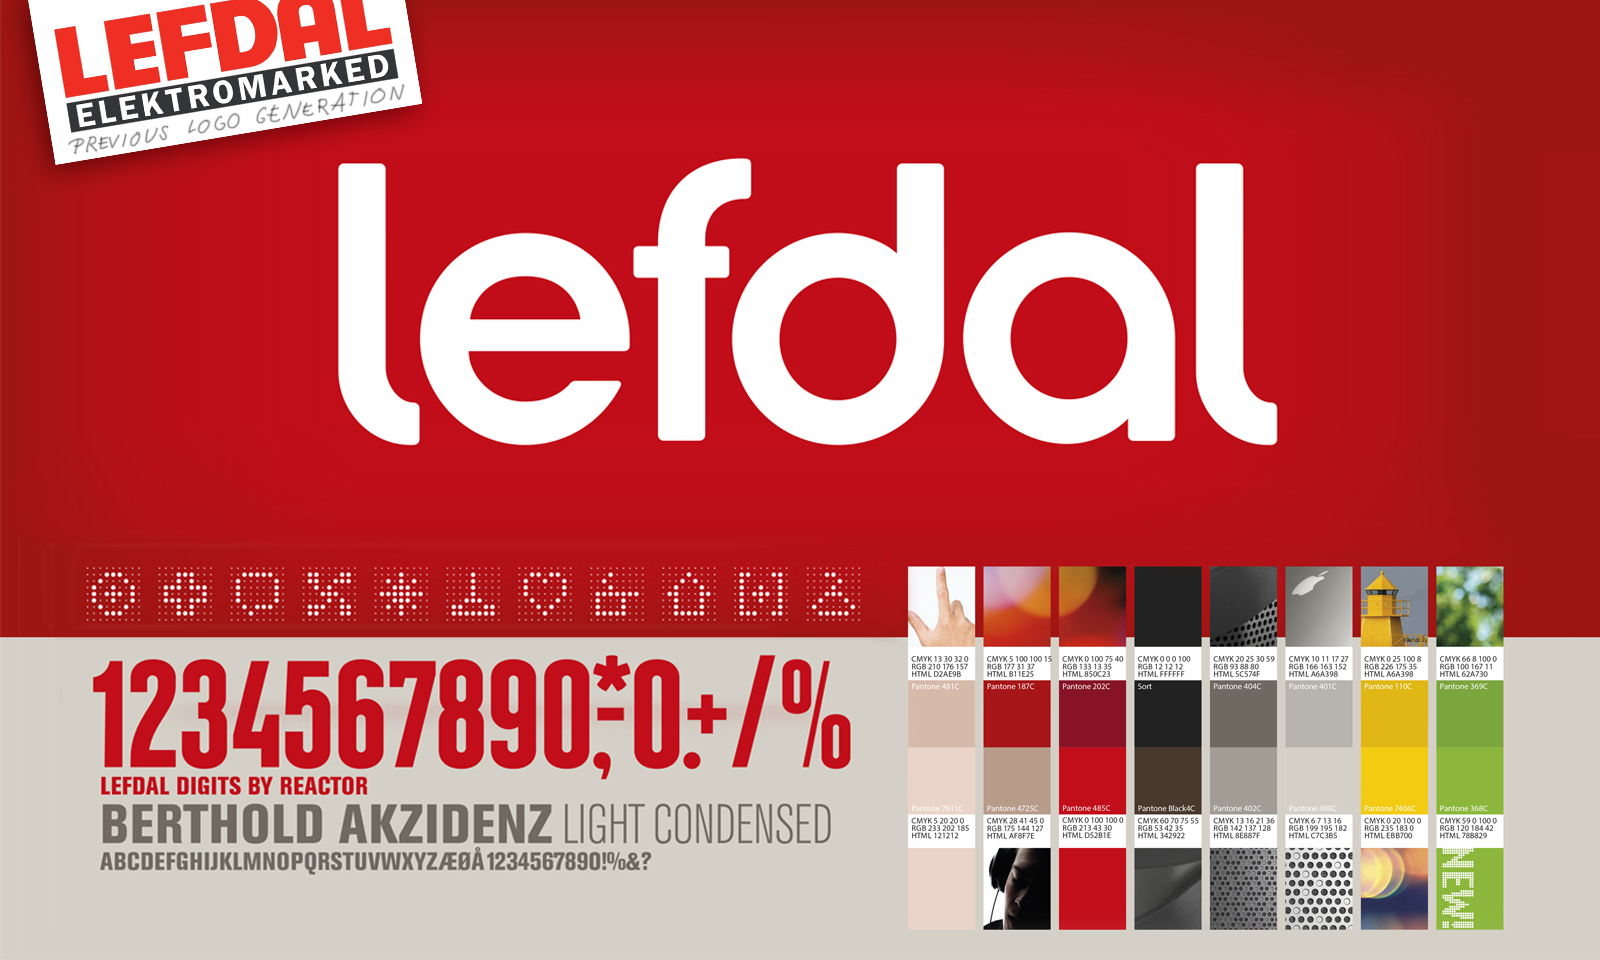 LEFDAL
ELEKTROMARKED
PREVIOUS LOGO GENERATION
lefdal
1234567890,*-0.+/%
LEFDAL DIGITS BY REACTOR
BERTHOLD AKZIDENZ LIGHT CONDENSED
ABCDEFGHIJKLMNOPQRSTUVWXYZÆØÅ1234567890!%&?
CMYK 13 30 32 0
RGB 210 176 157
HTML D2AE9B
Pantone 481C
Pantone 7611C
CMYK 5 20 20 0
RGB 233 202 185
HTML 121212
CMYK 5 100 100 15
RGB 177 31 37
HTML B11E25
Pantone 187C
Pantone 4725C
CMYK 28 41 45 0
RGB 175 144 127
HTML AF8F7E
CMYK 0 100 75 40
RGB 133 13 35
HTML 850C23
Pantone 202C
Pantone 485C
CMYK 0 100 100 0
RGB 213 43 30
HTML D52B1E
CMYK 0 0 0 100
RGB 12 12 12
HTML FFFFFF
Sort
Pantone Black4C
CMYK 60 70 75 55
RGB 53 42 35
HTML 342922
CMYK 20 25 30 59
RGB 93 88 80
HTML 5C574F
Pantone 404C
Pantone 402C
CMYK 13 16 21 36
RGB 142 137 128
HTML 8E887F
CMYK 10 11 17 27
RGB 166 163 152
HTML A6A398
Pantone 401C
Pantone 400C
CMYK 6 7 13 16
RGB 199 195 182
HTML C7C3B5
CMYK 0 25 100 8
RGB 226 175 35
HTML A6A398
Pantone 110C
Pantone 7406C
CMYK 0 20 100 0
RGB 235 183 0
HTML EBB700
CMYK 66 8 100 0
RGB 100 167 11
HTML 62A730
Pantone 369C
Pantone 368C
CMYK 59 0 100 0
RGB 120 184 42
HTML 78B829
NEW!